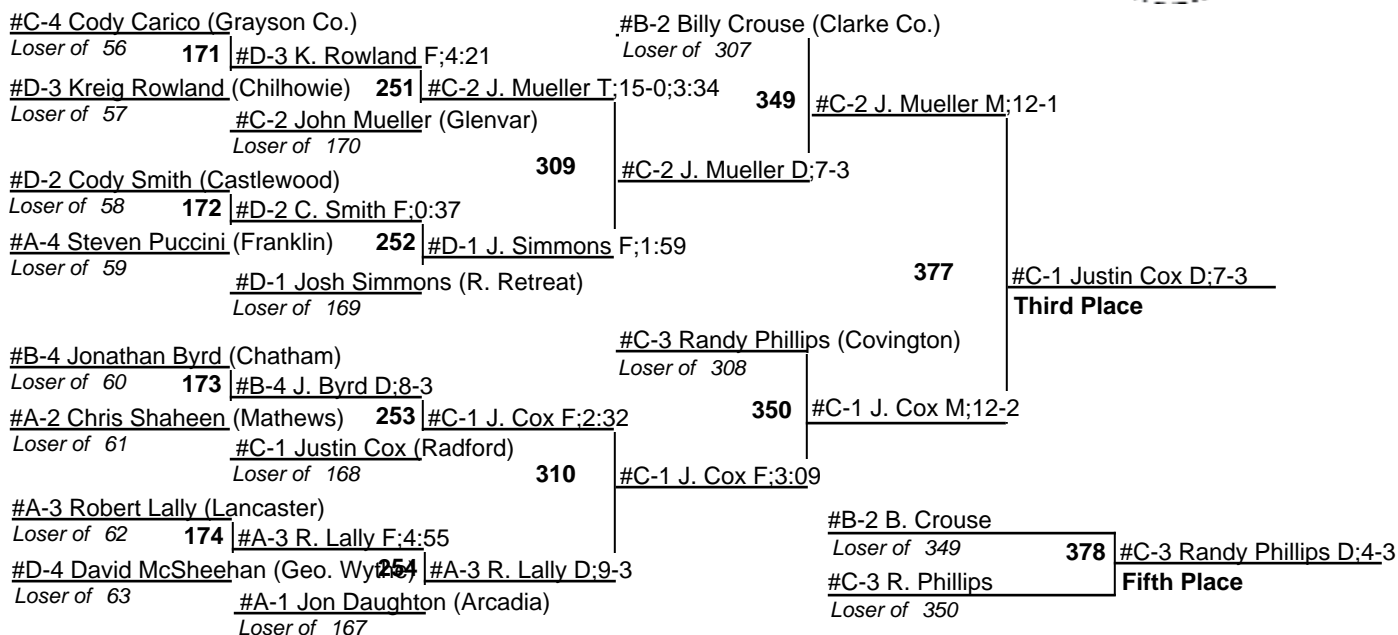 #C-4 Cody Carico (Grayson Co.)
Loser of 56
171 #D-3 K. Rowland F;4:21
#D-3 Kreig Rowland (Chilhowie)
Loser of 57
251 #C-2 J. Mueller T;15-0;3:34
#C-2 John Mueller (Glenvar)
Loser of 170
309 #C-2 J. Mueller D;7-3
#D-2 Cody Smith (Castlewood)
Loser of 58
172 #D-2 C. Smith F;0:37
#A-4 Steven Puccini (Franklin)
Loser of 59
252 #D-1 J. Simmons F;1:59
#D-1 Josh Simmons (R. Retreat)
Loser of 169
#B-4 Jonathan Byrd (Chatham)
Loser of 60
173 #B-4 J. Byrd D;8-3
#A-2 Chris Shaheen (Mathews)
Loser of 61
253 #C-1 J. Cox F;2:32
#C-1 Justin Cox (Radford)
Loser of 168
310 #C-1 J. Cox F;3:09
#A-3 Robert Lally (Lancaster)
Loser of 62
174 #A-3 R. Lally F;4:55
#D-4 David McSheehan (Geo. Wythe)
Loser of 63
254 #A-3 R. Lally D;9-3
#A-1 Jon Daughton (Arcadia)
Loser of 167
#B-2 Billy Crouse (Clarke Co.)
Loser of 307
349 #C-2 J. Mueller M;12-1
#C-3 Randy Phillips (Covington)
Loser of 308
350 #C-1 J. Cox M;12-2
377 #C-1 Justin Cox D;7-3
Third Place
#B-2 B. Crouse
Loser of 349
378 #C-3 Randy Phillips D;4-3
#C-3 R. Phillips
Fifth Place
Loser of 350